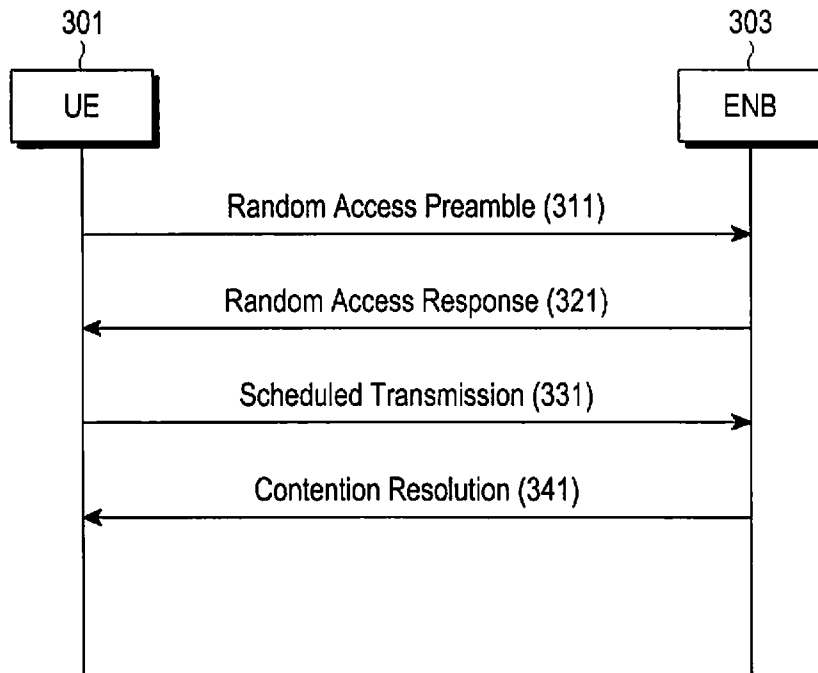 301
303
UE
ENB
Random Access Preamble (311)
Random Access Response (321)
Scheduled Transmission (331)
Contention Resolution (341)